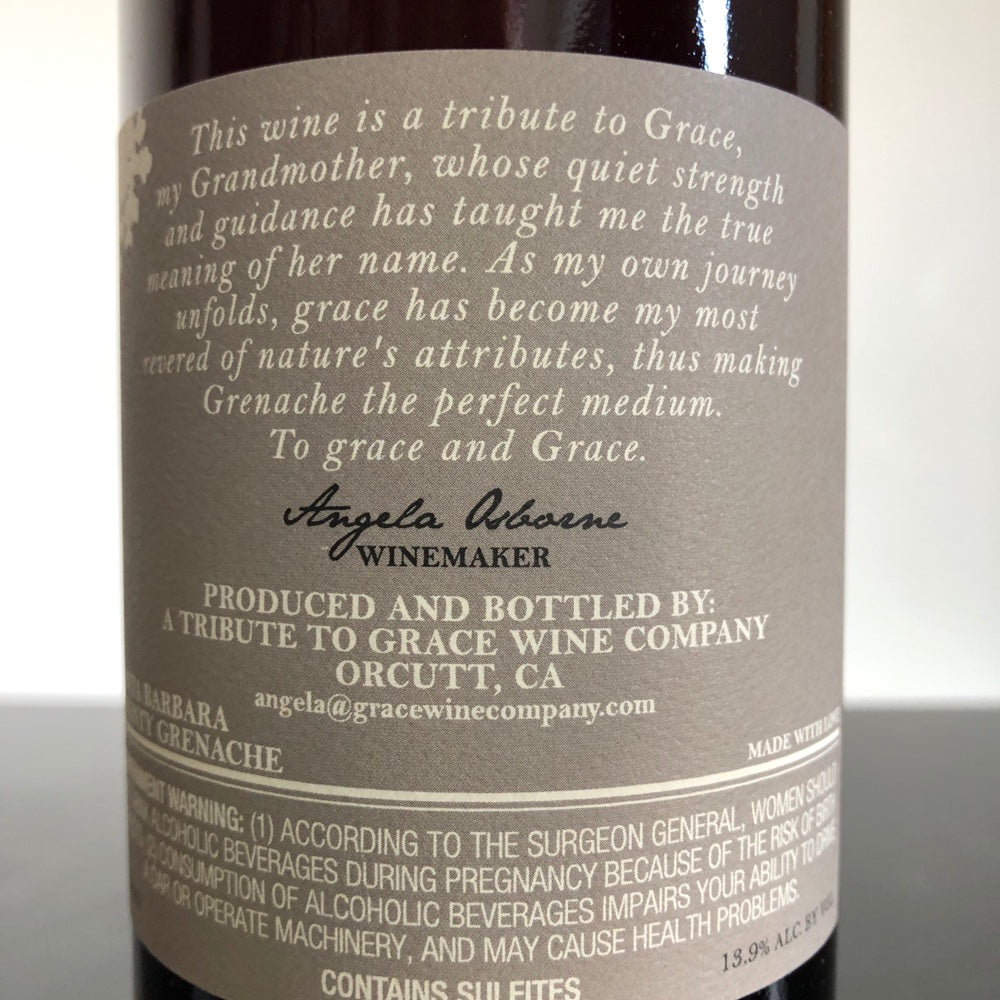 This wine is a tribute to Grace,
my Grandmother, whose quiet strength
and guidance has taught me the true
meaning of her name. As my own journey
unfolds, grace has become my most
revered of nature's attributes, thus making
Grenache the perfect medium.
To grace and Grace.
Angela Osborne
WINEMAKER
PRODUCED AND BOTTLED BY:
A TRIBUTE TO GRACE WINE COMPANY
ORCUTT, CA
angela@gracewinecompany.com
BARBARA
GRENACHE
MADE WITH LOVE
WARNING: (1) ACCORDING TO THE SURGEON GENERAL, WOMEN SHOULD
ALCOHOLIC BEVERAGES DURING PREGNANCY BECAUSE OF THE RISK OF BIRTH
(2) CONSUMPTION OF ALCOHOLIC BEVERAGES IMPAIRS YOUR ABILITY TO DRIVE
A CAR OR OPERATE MACHINERY, AND MAY CAUSE HEALTH PROBLEMS.
13.9% ALC. BY VOL.
CONTAINS SULFITES